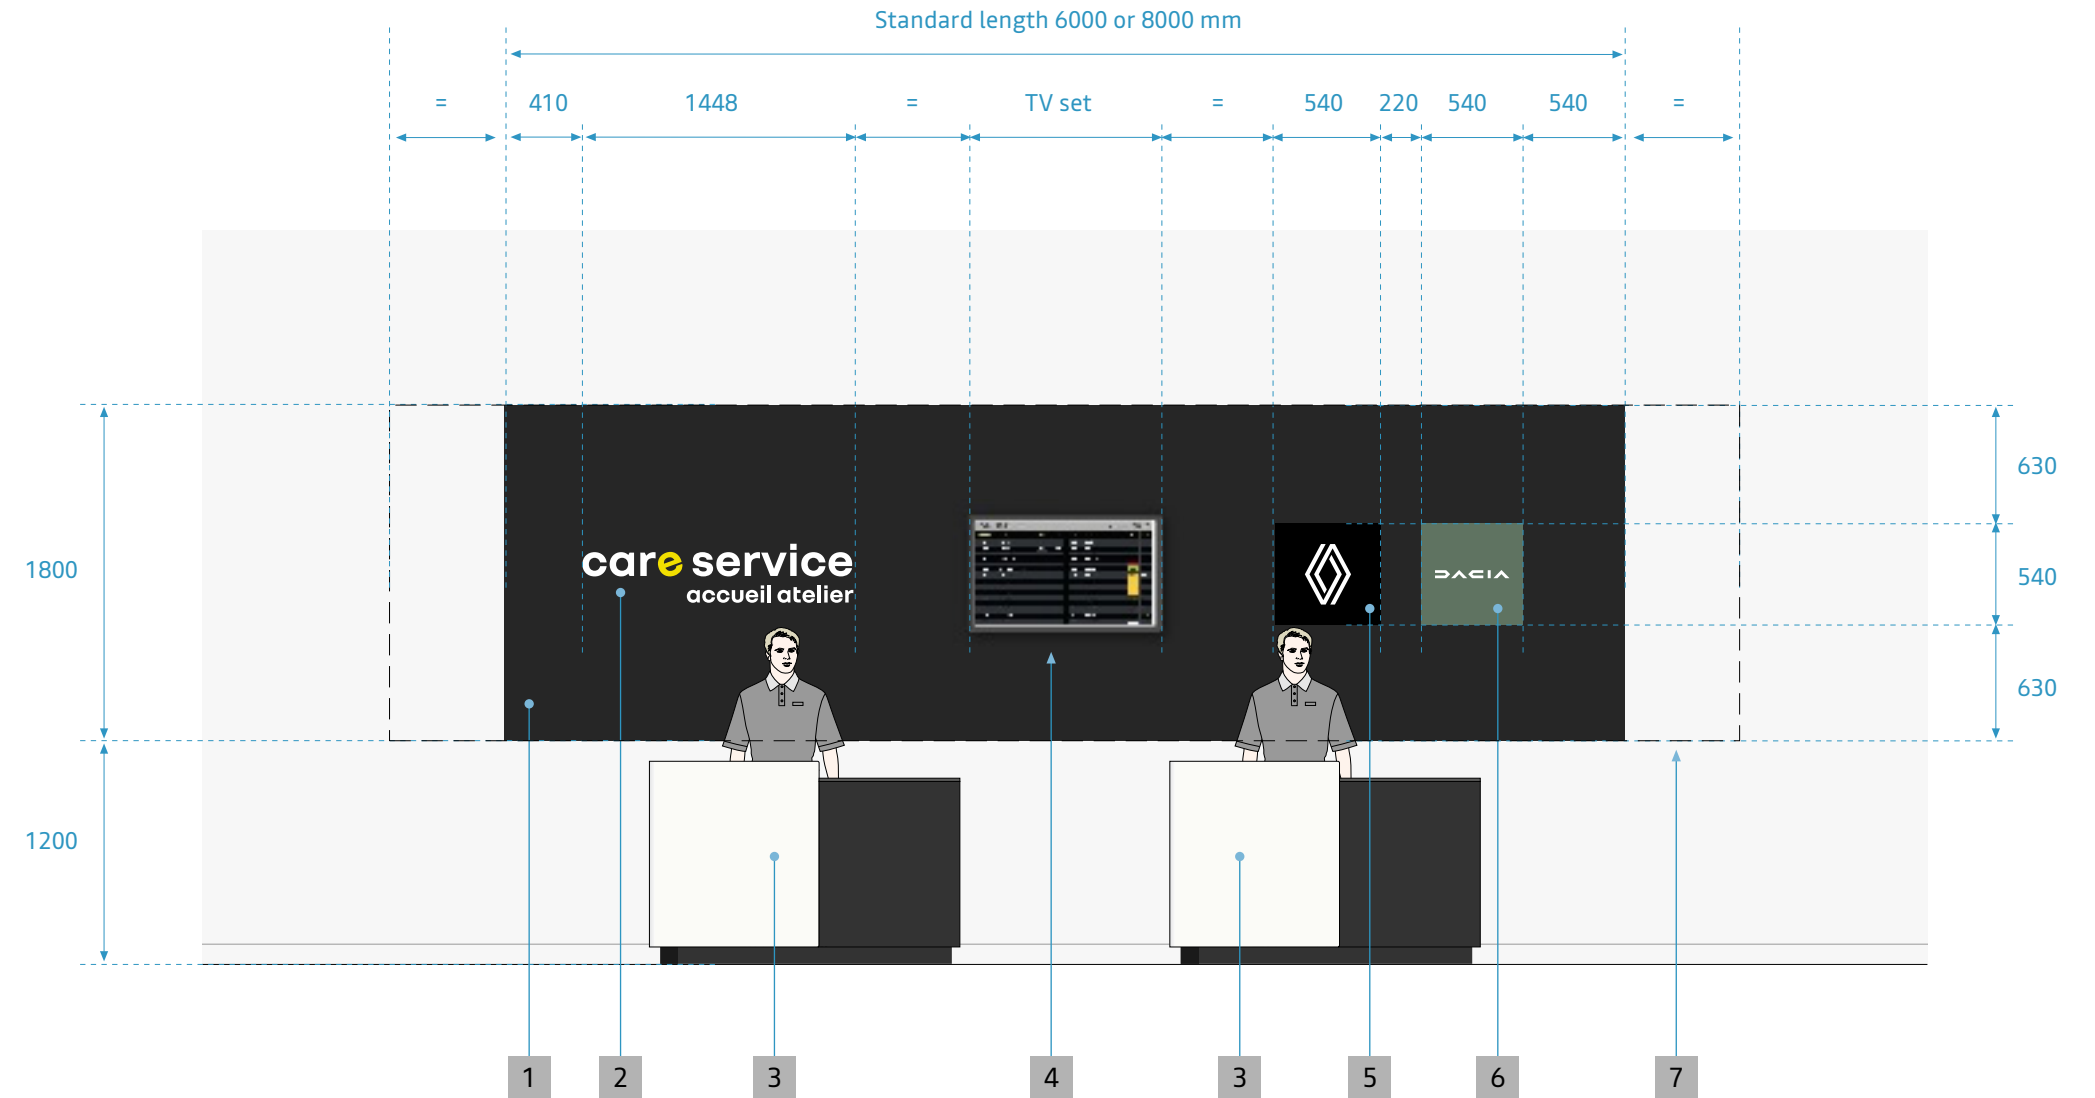 Standard length 6000 or 8000 mm
= 410 1448 = TV set = 540 220 540 540 =
630
care service
accueil atelier
DACIA
1800
540
630
1200
1 2 3 4 3 5 6 7